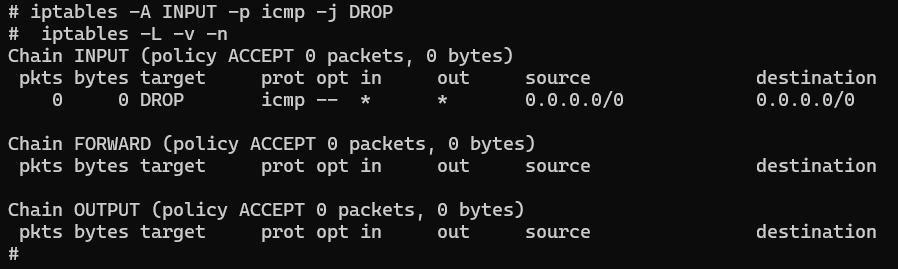 # iptables -A INPUT -p icmp -j DROP
#  iptables -L -v -n
Chain INPUT (policy ACCEPT 0 packets, 0 bytes)
 pkts bytes target     prot opt in     out     source               destination
    0     0 DROP       icmp --  *      *       0.0.0.0/0            0.0.0.0/0

Chain FORWARD (policy ACCEPT 0 packets, 0 bytes)
 pkts bytes target     prot opt in     out     source               destination

Chain OUTPUT (policy ACCEPT 0 packets, 0 bytes)
 pkts bytes target     prot opt in     out     source               destination
#